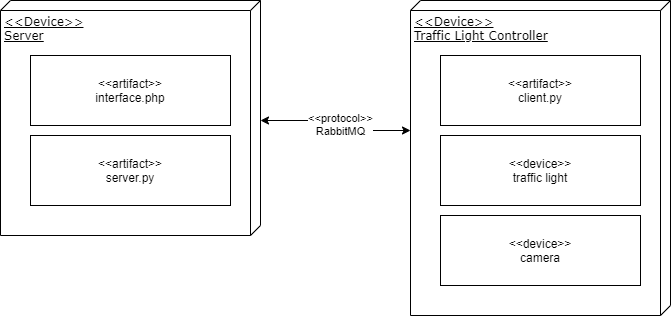 <<Device>>
Server
<<artifact>>
interface.php
<<artifact>>
server.py
<<protocol>>
RabbitMQ
<<Device>>
Traffic Light Controller
<<artifact>>
client.py
<<device>>
traffic light
<<device>>
camera